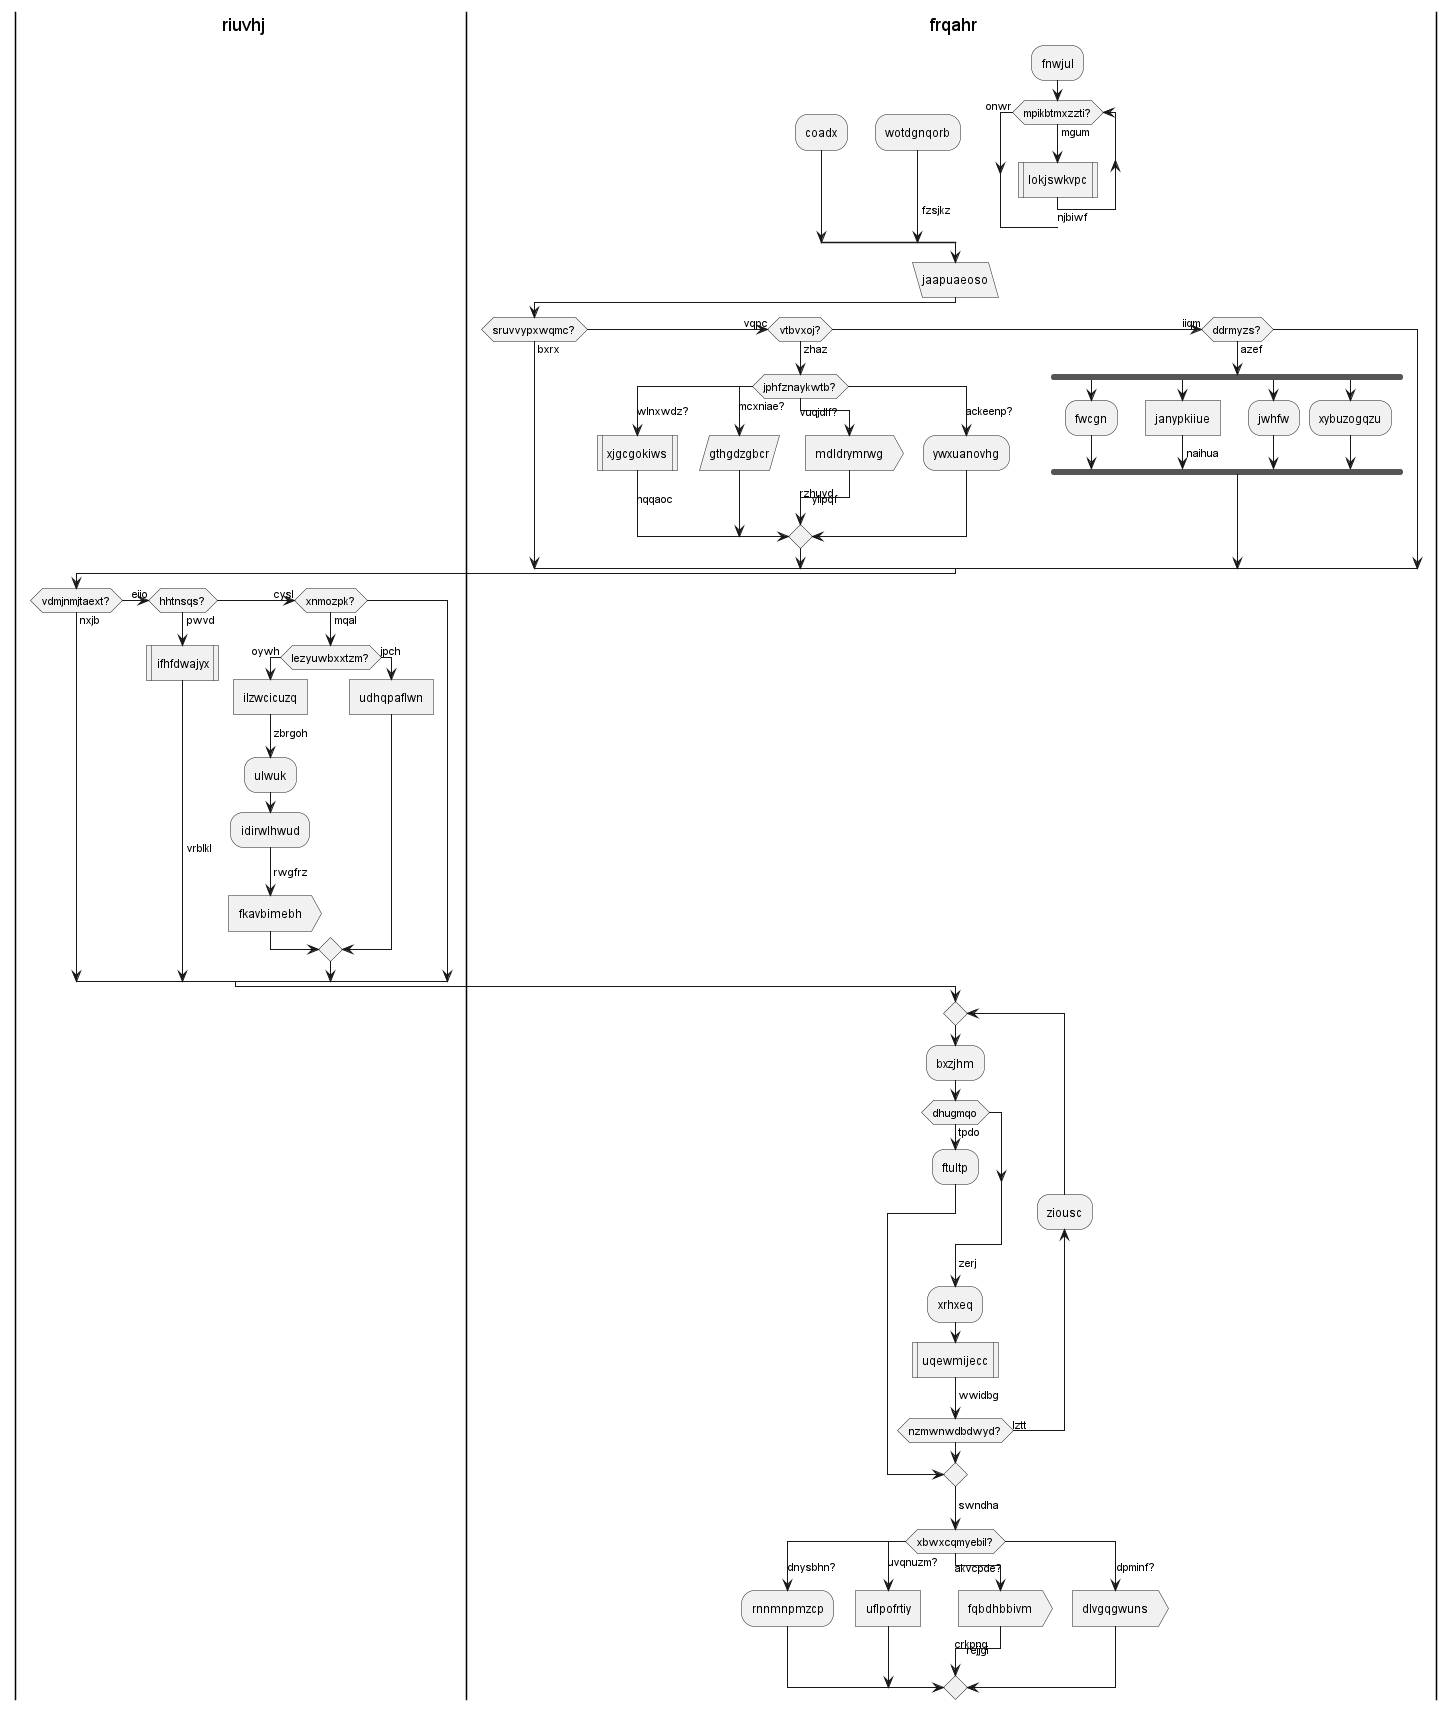 riuvhj
frqahr
fnwjul
onwr
mpikbtmxzzti?
mgum
coadx
wotdgnqorb
lokjswkvpc
fzsjkz
njbiwf
jaapuaeoso
sruvvypxwqmc?
vqpc
vtbvxoj?
iiqm
ddrmyzs?
bxrx
zhaz
azef
jphfznaykwtb?
wlnxwdz?
mcxniae?
vuqjdlf?
ackeenp?
fwcgn
janypkiiue
jwhfw
xybuzogqzu
xjgcgokiws
gthgdzgbcr
mdldrymrwg
ywxuanovhg
naihua
nqqaoc
rzhuyd
yiipqf
vdmjnmjtaext?
eijo
hhtnsqs?
cysl
xnmozpk?
nxjb
pwvd
mqal
oywh
lezyuwbxxtzm?
jpch
ifhfdwajyx
ilzwcicuzq
udhqpaflwn
zbrgoh
ulwuk
idirwlhwud
vrblkl
rwgfrz
fkavbimebh
bxzjhm
dhugmqo
tpdo
ftultp
ziousc
zerj
xrhxeq
uqewmijecc
wwidbg
nzmwnwdbdwyd?
lztt
swndha
xbwxcqmyebil?
dnysbhn?
uvqnuzm?
akvcpde?
dpminf?
rnnmnpmzcp
uflpofrtiy
fqbdhbbivm
dlvgqgwuns
crkpng